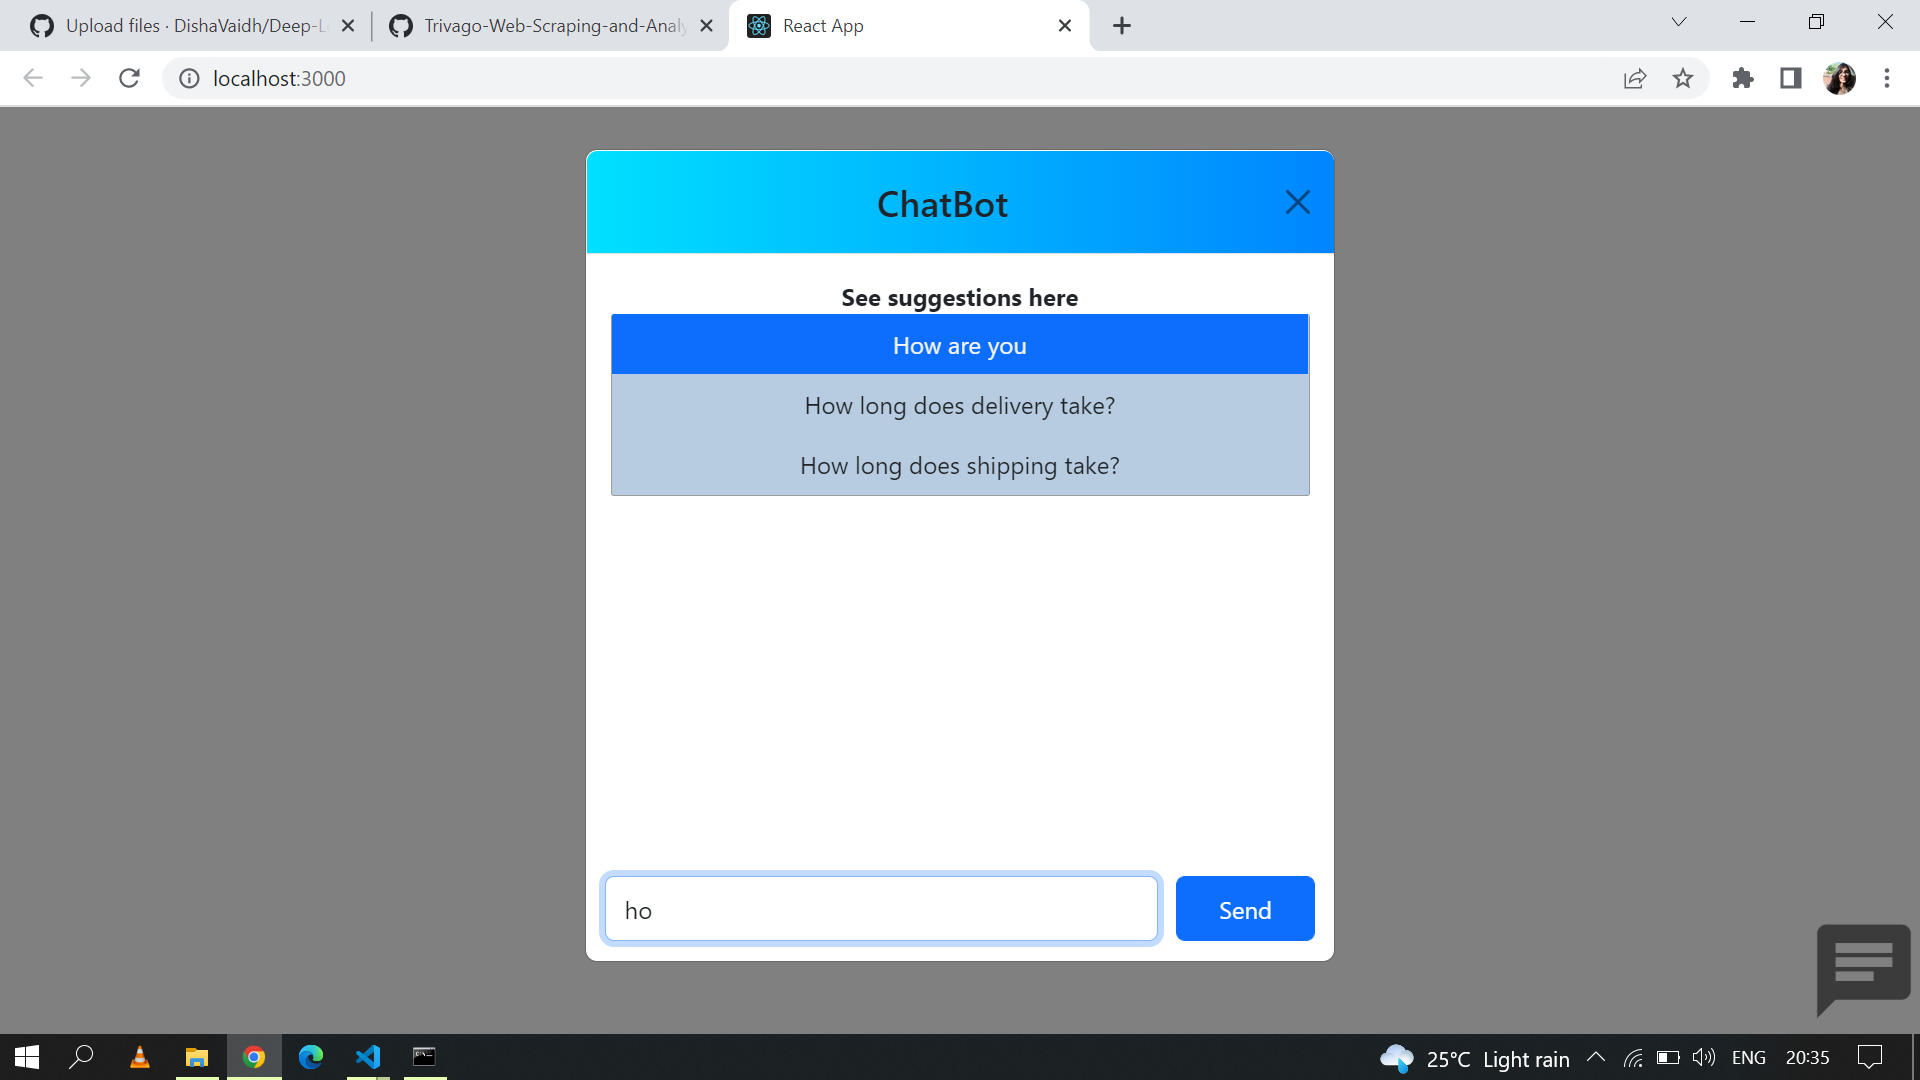 Upload files · DishaVaidh/Deep-L
Trivago-Web-Scraping-and-Analy
React App
localhost:3000
ChatBot
See suggestions here
How are you
How long does delivery take?
How long does shipping take?
ho
Send
25°C Light rain
ENG
20:35